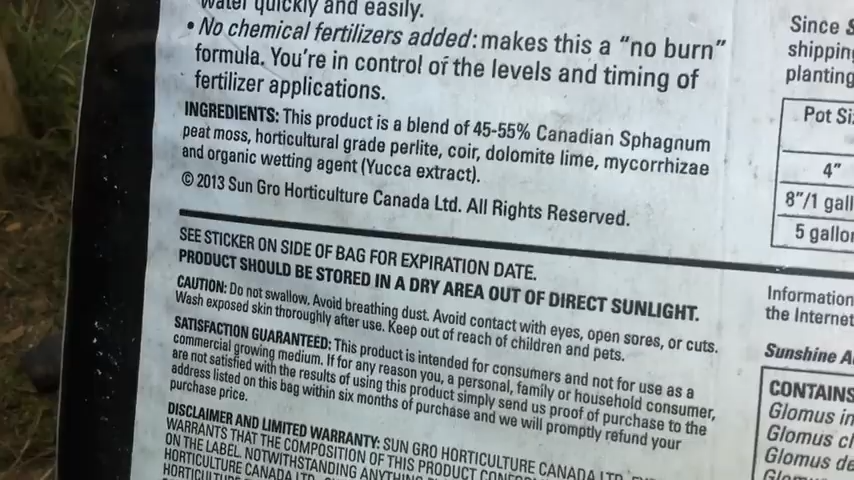 water quickly and easily.
• No chemical fertilizers added: makes this a “no burn”
formula. You're in control of the levels and timing of
fertilizer applications.
INGREDIENTS: This product is a blend of 45-55% Canadian Sphagnum
peat moss, horticultural grade perlite, coir, dolomite lime, mycorrhizae
and organic wetting agent (Yucca extract).
© 2013 Sun Gro Horticulture Canada Ltd. All Rights Reserved.
SEE STICKER ON SIDE OF BAG FOR EXPIRATION DATE.
PRODUCT SHOULD BE STORED IN A DRY AREA OUT OF DIRECT SUNLIGHT.
CAUTION: Do not swallow. Avoid breathing dust. Avoid contact with eyes, open sores, or cuts.
Wash exposed skin thoroughly after use. Keep out of reach of children and pets.
SATISFACTION GUARANTEED: This product is intended for consumers and not for use as a
commercial growing medium. If for any reason you, a personal, family or household consumer,
are not satisfied with the results of using this product simply send us proof of purchase to the
address listed on this bag within six months of purchase and we will promptly refund your
purchase price.
DISCLAIMER AND LIMITED WARRANTY: SUN GRO HORTICULTURE CANADA LTD.
WARRANTS THAT THE COMPOSITION OF THIS PRODUCT
ON THE LABEL. NOTWITHSTANDING ANYTHING
HORTICULTURE CANADA LTD.
HORTICULTURE
Since
shipping
planting
Pot
4”
8”/1
5
Information
the Internet
Sunshine
CONTAINS
Glomus
Glomus
Glomus